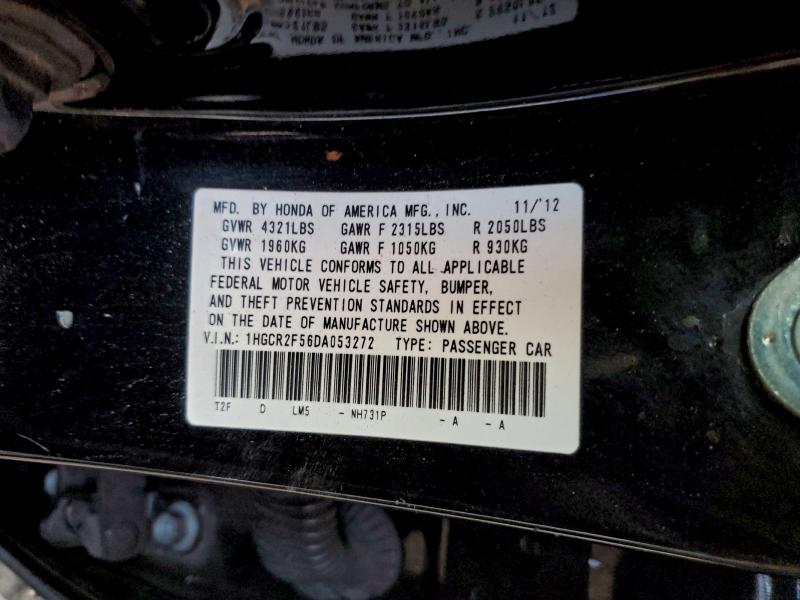 MFD. BY HONDA OF AMERICA MFG., INC. 11/'12
GVWR 4321LBS GAWR F 2315LBS R 2050LBS
GVWR 1960KG GAWR F 1050KG R 930KG
THIS VEHICLE CONFORMS TO ALL APPLICABLE
FEDERAL MOTOR VEHICLE SAFETY, BUMPER,
AND THEFT PREVENTION STANDARDS IN EFFECT
ON THE DATE OF MANUFACTURE SHOWN ABOVE.
V.I.N.: 1HGCR2F56DA053272 TYPE: PASSENGER CAR
T2F D LM5 - NH731P - A - A